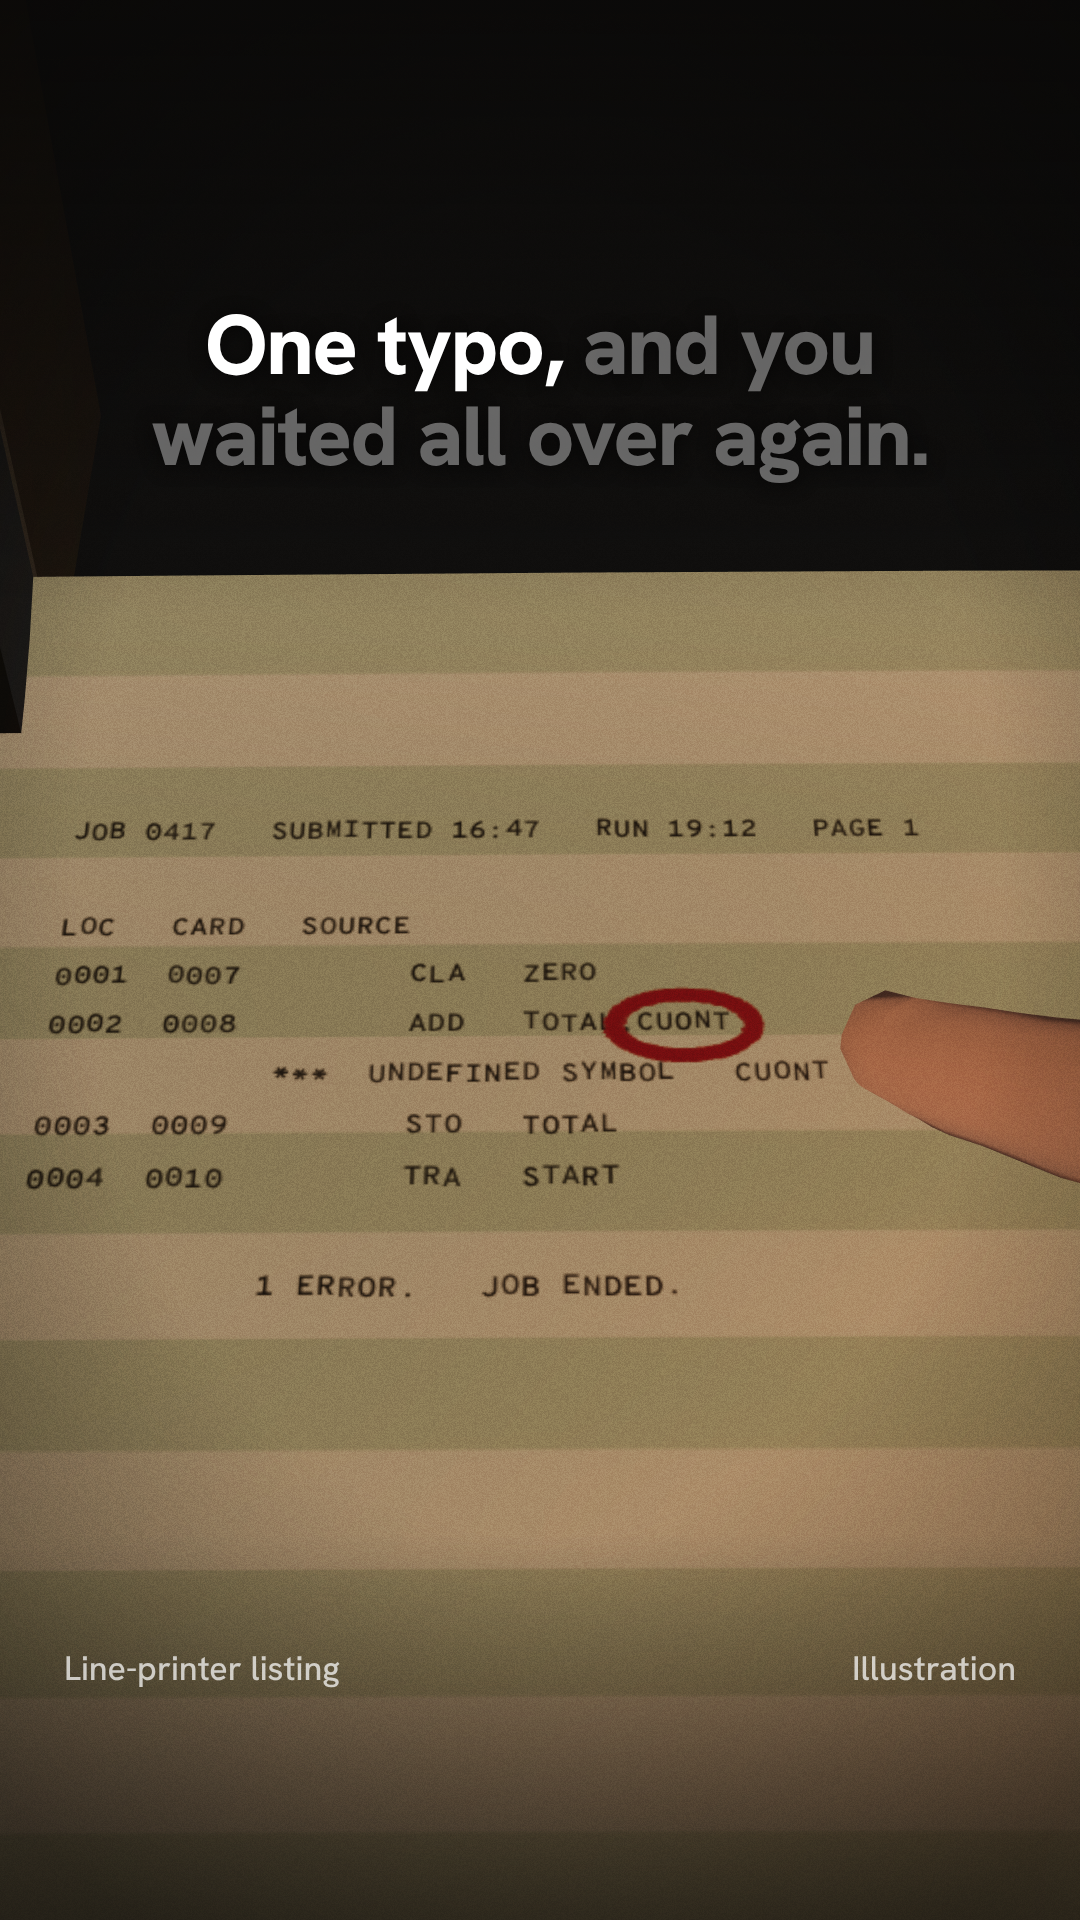 One typo, and you
waited all over again.
JOB 0417 SUBMITTED 16:47 RUN 19:12 PAGE 1
LOC CARD SOURCE
0001 0007 CLA ZERO
0002 0008 ADD TOTAL,CUONT
*** UNDEFINED SYMBOL CUONT
0003 0009 STO TOTAL
0004 0010 TRA START
1 ERROR. JOB ENDED.
Line-printer listing
Illustration